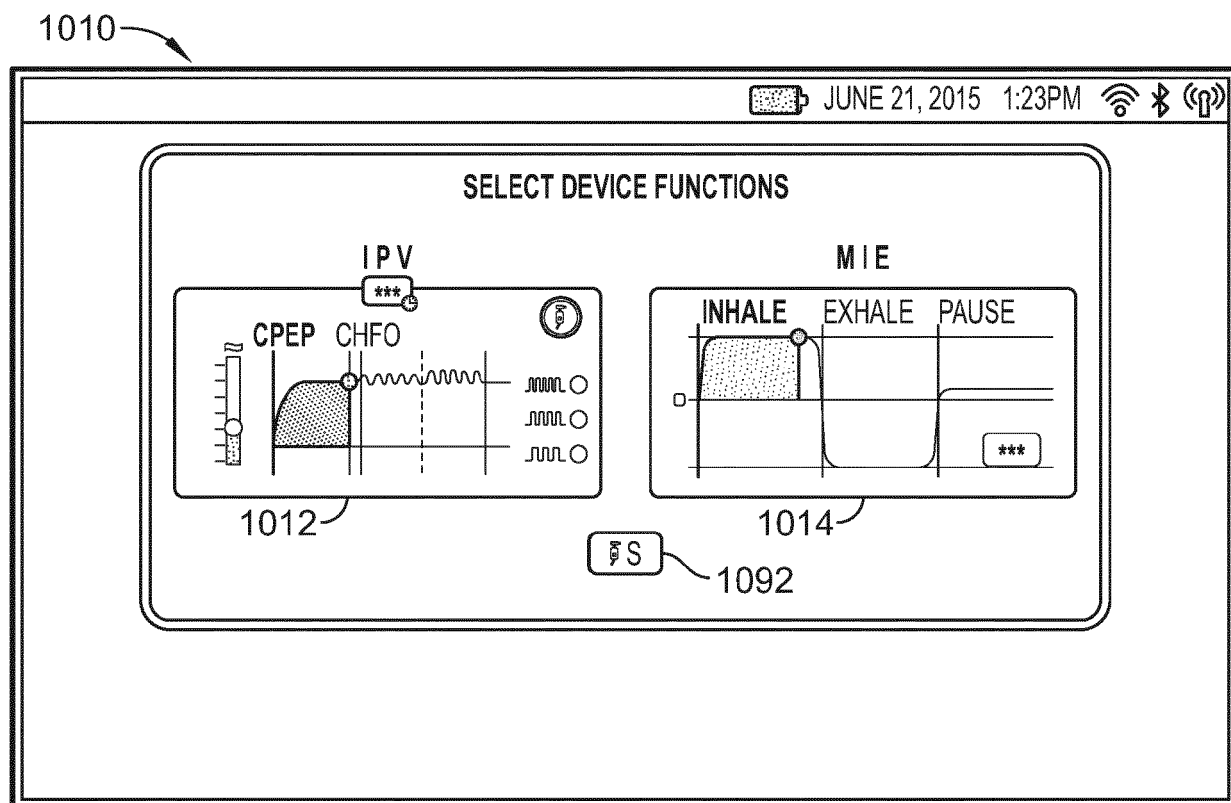 1010
JUNE 21, 2015 1:23PM
SELECT DEVICE FUNCTIONS
IPV
MIE
***
CPEP CHFO
INHALE EXHALE PAUSE
0
***
1012
1014
S
1092